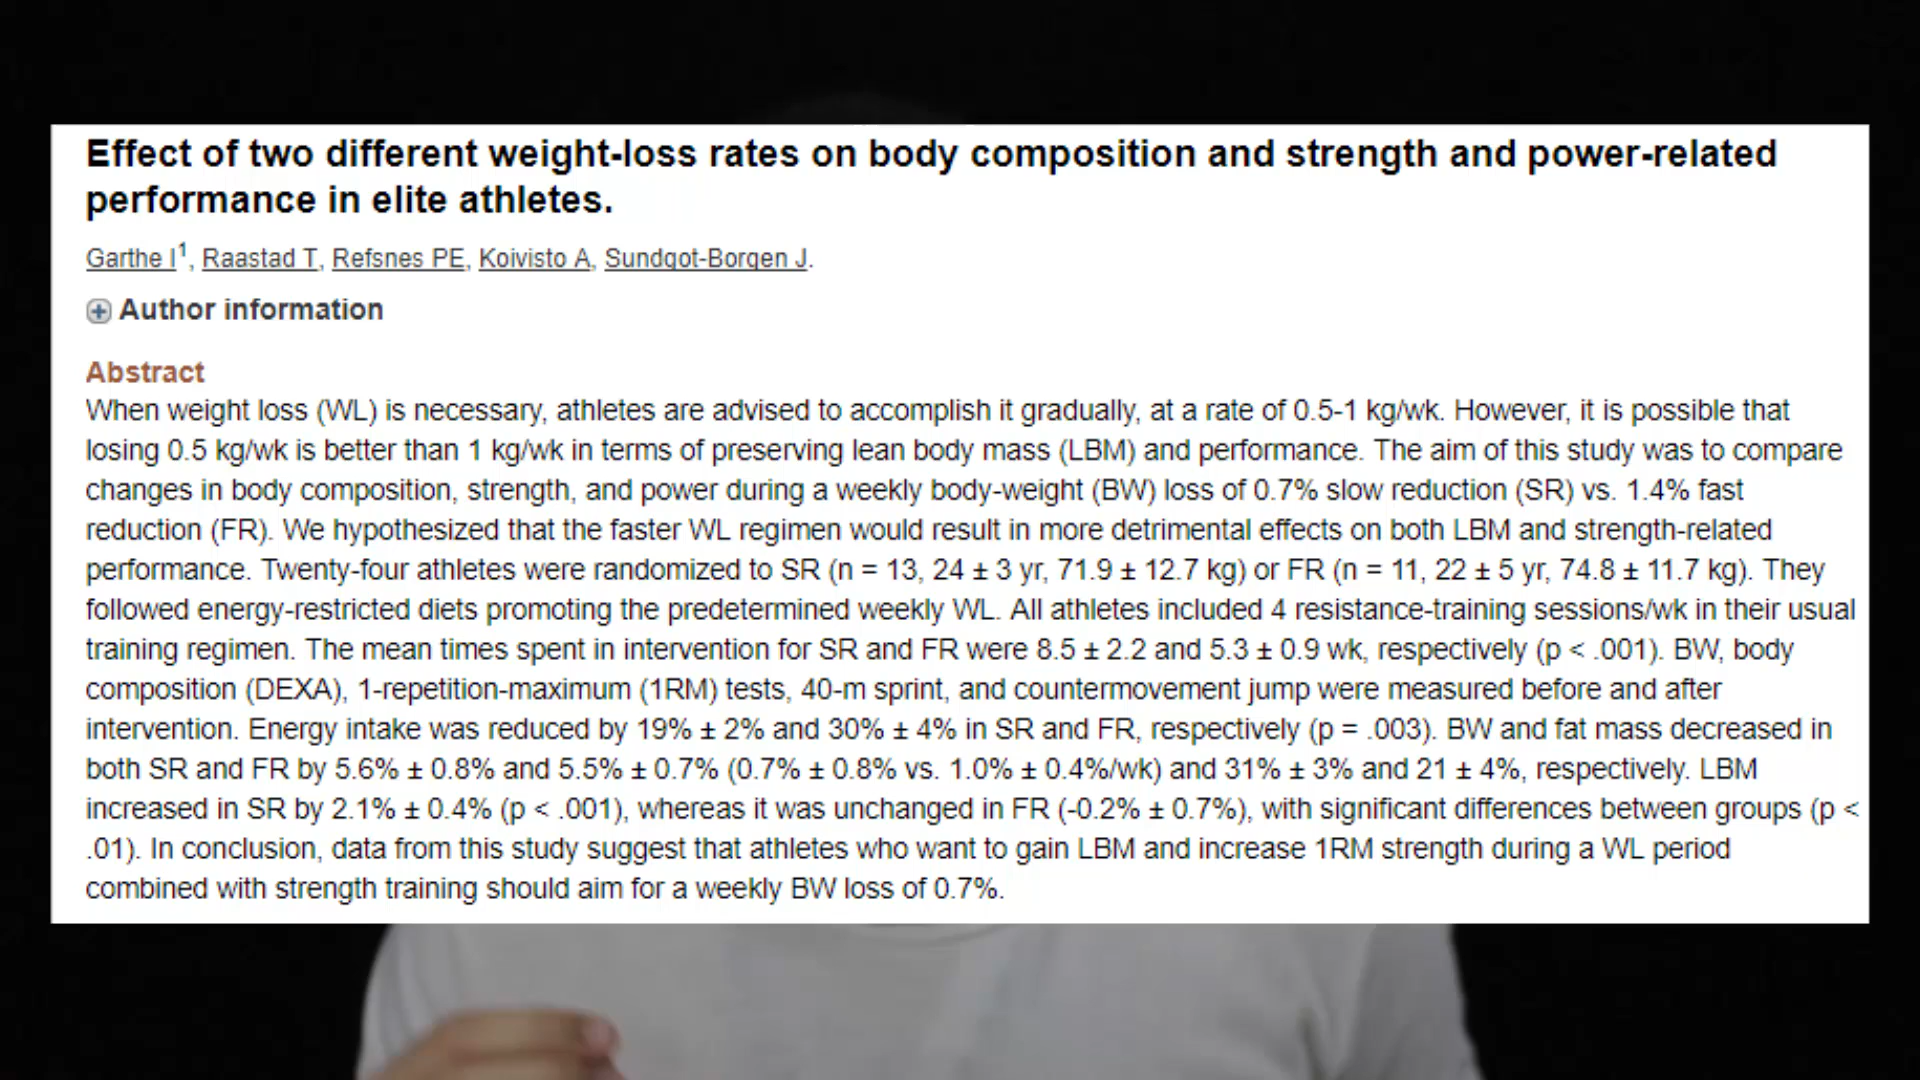 Effect of two different weight-loss rates on body composition and strength and power-related
performance in elite athletes.
Garthe I1, Raastad T, Refsnes PE, Koivisto A, Sundgot-Borgen J.
Author information
Abstract
When weight loss (WL) is necessary, athletes are advised to accomplish it gradually, at a rate of 0.5-1 kg/wk. However, it is possible that
losing 0.5 kg/wk is better than 1 kg/wk in terms of preserving lean body mass (LBM) and performance. The aim of this study was to compare
changes in body composition, strength, and power during a weekly body-weight (BW) loss of 0.7% slow reduction (SR) vs. 1.4% fast
reduction (FR). We hypothesized that the faster WL regimen would result in more detrimental effects on both LBM and strength-related
performance. Twenty-four athletes were randomized to SR (n = 13, 24 ± 3 yr, 71.9 ± 12.7 kg) or FR (n = 11, 22 ± 5 yr, 74.8 ± 11.7 kg). They
followed energy-restricted diets promoting the predetermined weekly WL. All athletes included 4 resistance-training sessions/wk in their usual
training regimen. The mean times spent in intervention for SR and FR were 8.5 ± 2.2 and 5.3 ± 0.9 wk, respectively (p < .001). BW, body
composition (DEXA), 1-repetition-maximum (1RM) tests, 40-m sprint, and countermovement jump were measured before and after
intervention. Energy intake was reduced by 19% ± 2% and 30% ± 4% in SR and FR, respectively (p = .003). BW and fat mass decreased in
both SR and FR by 5.6% ± 0.8% and 5.5% ± 0.7% (0.7% ± 0.8% vs. 1.0% ± 0.4%/wk) and 31% ± 3% and 21 ± 4%, respectively. LBM
increased in SR by 2.1% ± 0.4% (p < .001), whereas it was unchanged in FR (-0.2% ± 0.7%), with significant differences between groups (p <
.01). In conclusion, data from this study suggest that athletes who want to gain LBM and increase 1RM strength during a WL period
combined with strength training should aim for a weekly BW loss of 0.7%.